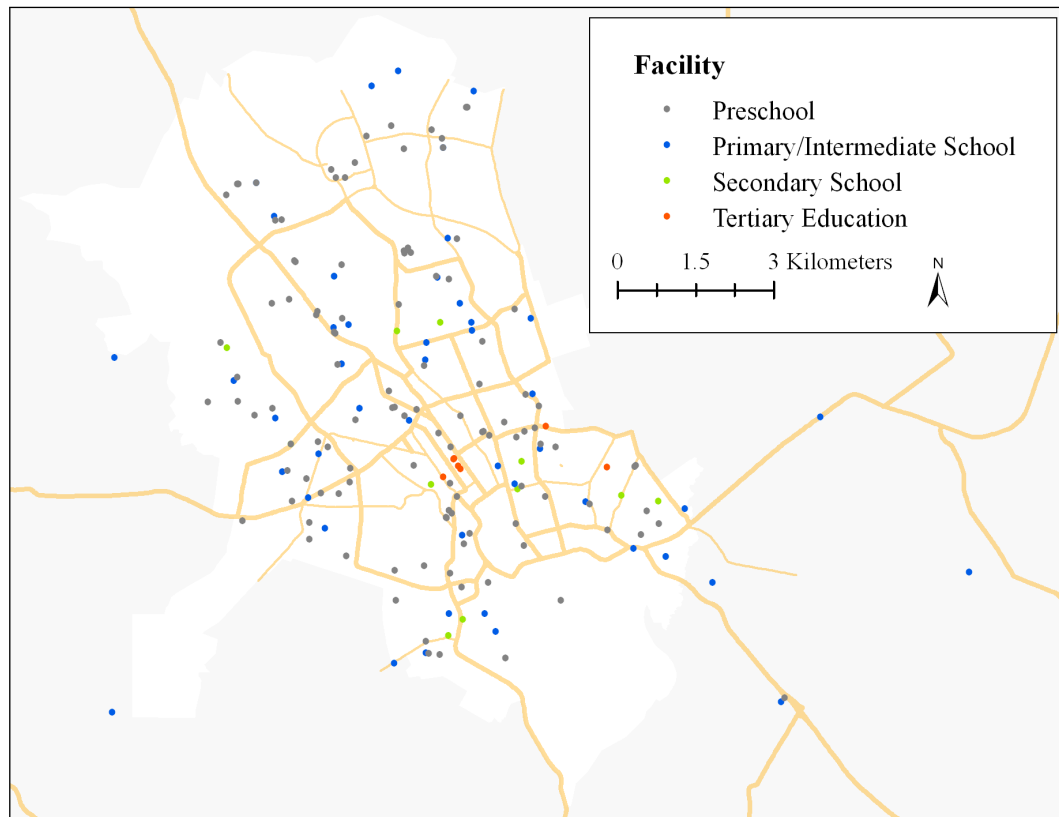 Facility
Preschool
Primary/Intermediate School
Secondary School
Tertiary Education
0 1.5 3 Kilometers
N